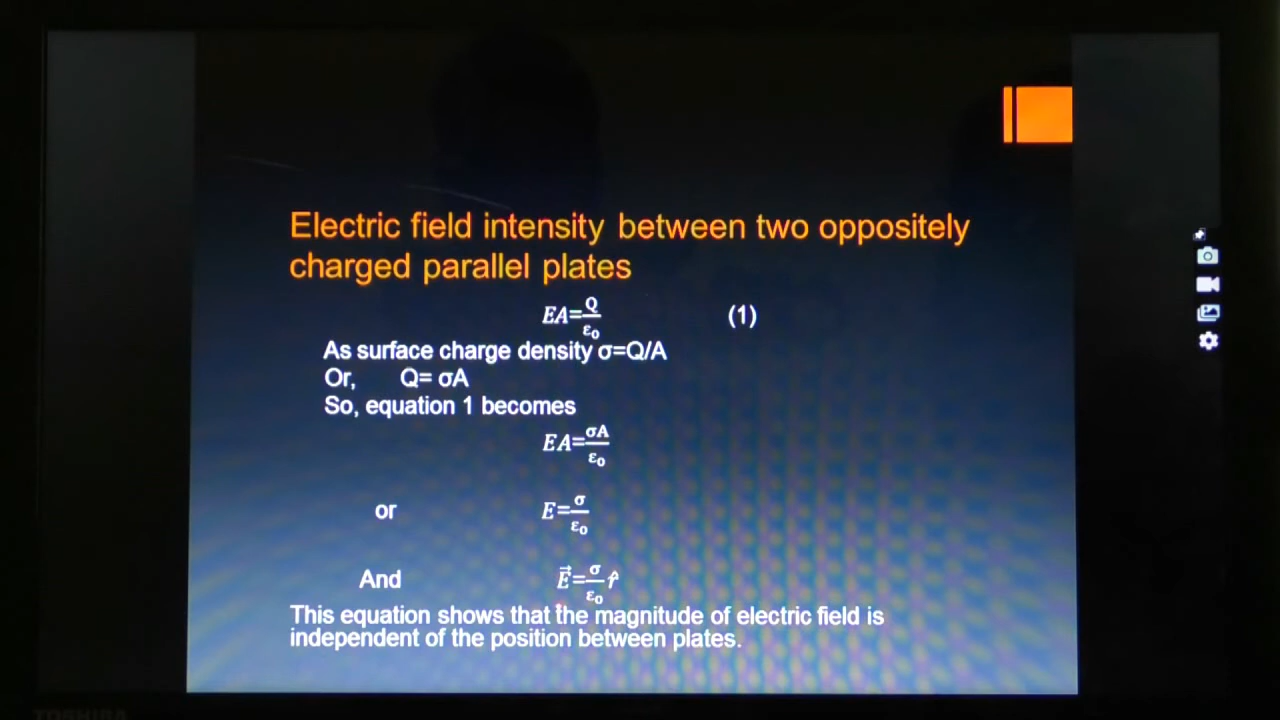 Electric field intensity between two oppositely
charged parallel plates
EA=Q/ε₀ (1)
As surface charge density σ=Q/A
Or, Q= σA
So, equation 1 becomes
EA=σA/ε₀
or E=σ/ε₀
And E⃗=σ/ε₀ r̂
This equation shows that the magnitude of electric field is
independent of the position between plates.
TOSHIBA